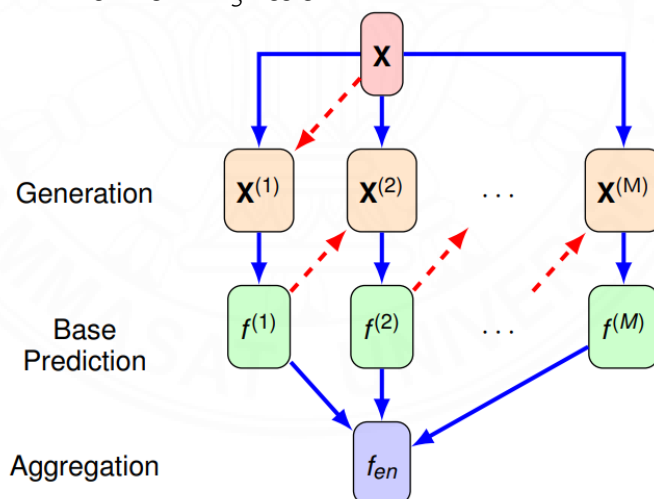 X
Generation X⁽¹⁾ X⁽²⁾ . . . X⁽ᴹ⁾
Base
Prediction f⁽¹⁾ f⁽²⁾ . . . f⁽ᴹ⁾
Aggregation fₑₙ